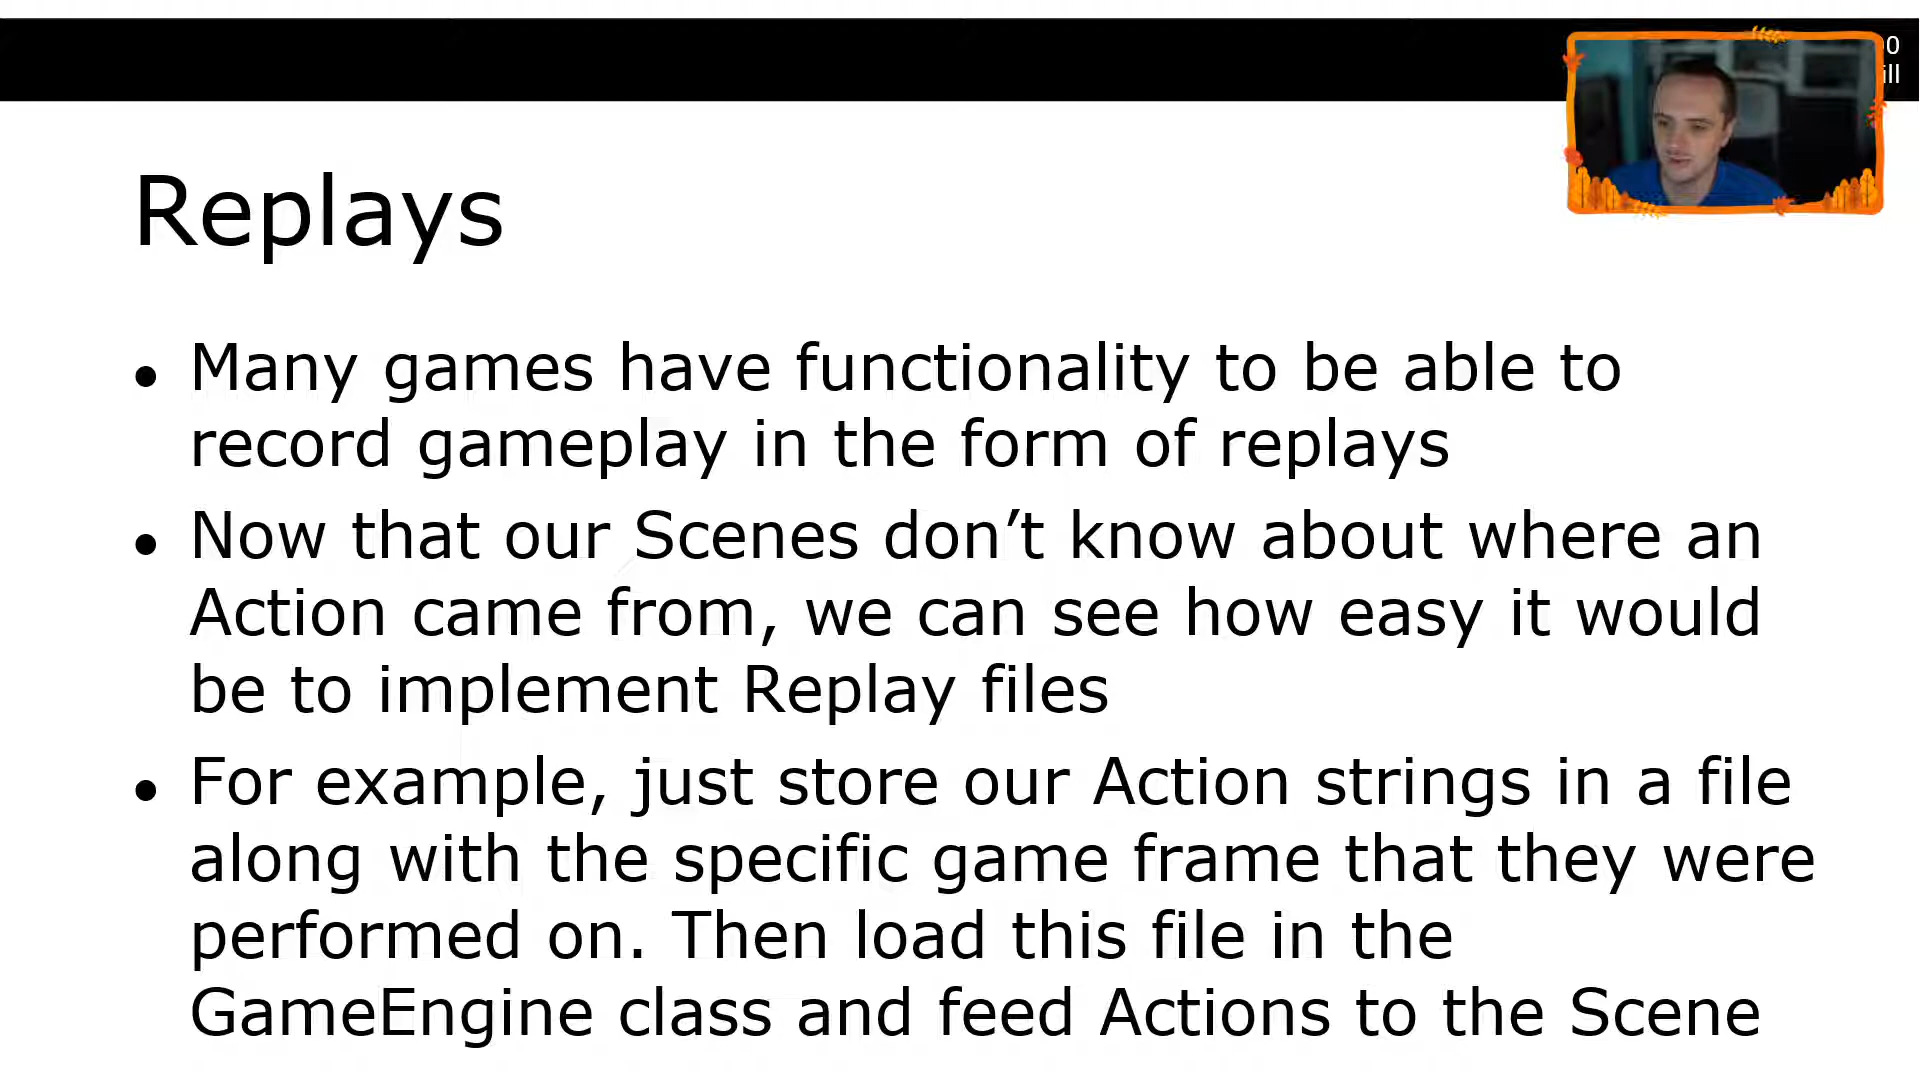 Replays
• Many games have functionality to be able to
record gameplay in the form of replays
• Now that our Scenes don’t know about where an
Action came from, we can see how easy it would
be to implement Replay files
• For example, just store our Action strings in a file
along with the specific game frame that they were
performed on. Then load this file in the
GameEngine class and feed Actions to the Scene